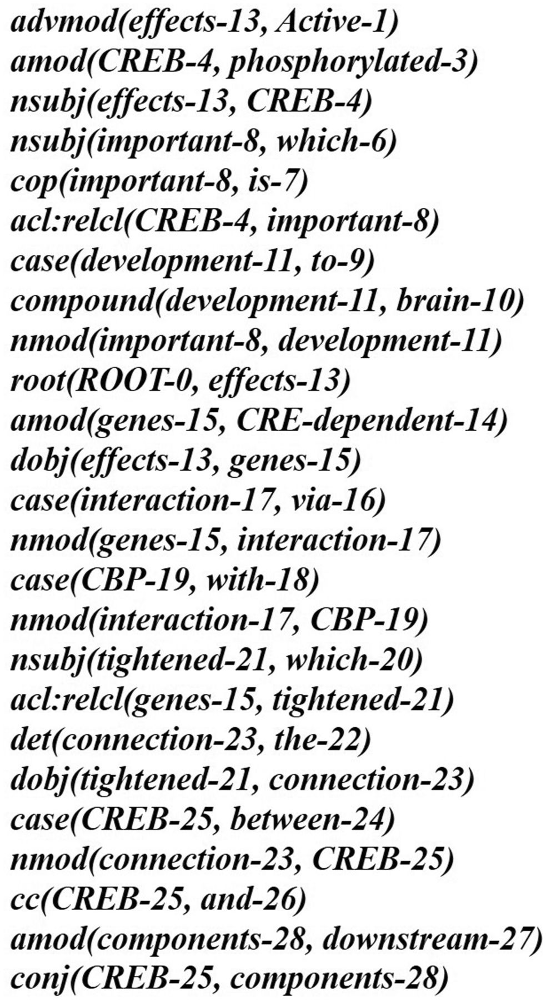 advmod(effects-13, Active-1)
amod(CREB-4, phosphorylated-3)
nsubj(effects-13, CREB-4)
nsubj(important-8, which-6)
cop(important-8, is-7)
acl:relcl(CREB-4, important-8)
case(development-11, to-9)
compound(development-11, brain-10)
nmod(important-8, development-11)
root(ROOT-0, effects-13)
amod(genes-15, CRE-dependent-14)
dobj(effects-13, genes-15)
case(interaction-17, via-16)
nmod(genes-15, interaction-17)
case(CBP-19, with-18)
nmod(interaction-17, CBP-19)
nsubj(tightened-21, which-20)
acl:relcl(genes-15, tightened-21)
det(connection-23, the-22)
dobj(tightened-21, connection-23)
case(CREB-25, between-24)
nmod(connection-23, CREB-25)
cc(CREB-25, and-26)
amod(components-28, downstream-27)
conj(CREB-25, components-28)